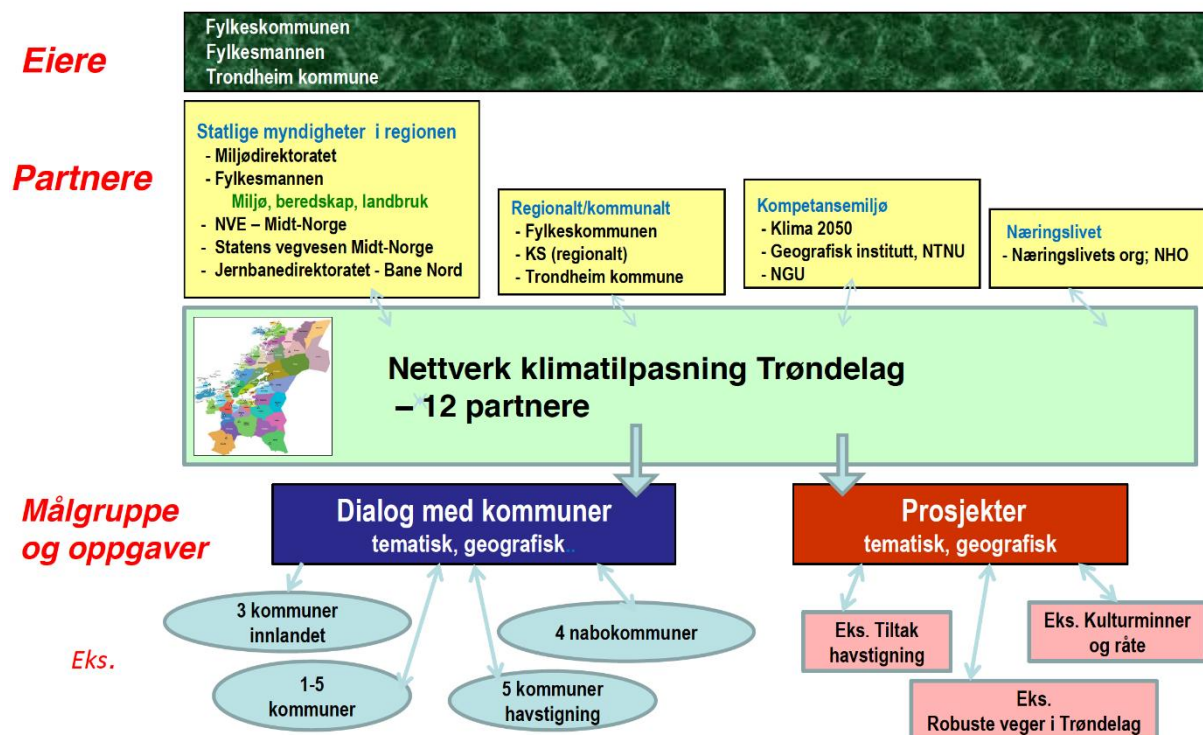 Eiere
Fylkeskommunen
Fylkesmannen
Trondheim kommune
Partnere
Statlige myndigheter i regionen
- Miljødirektoratet
- Fylkesmannen
Miljø, beredskap, landbruk
- NVE – Midt-Norge
- Statens vegvesen Midt-Norge
- Jernbanedirektoratet - Bane Nord
Regionalt/kommunalt
- Fylkeskommunen
- KS (regionalt)
- Trondheim kommune
Kompetansemiljø
- Klima 2050
- Geografisk institutt, NTNU
- NGU
Næringslivet
- Næringslivets org; NHO
Nettverk klimatilpasning Trøndelag
– 12 partnere
Målgruppe
og oppgaver
Dialog med kommuner
tematisk, geografisk..
Prosjekter
tematisk, geografisk
Eks.
3 kommuner
innlandet
1-5
kommuner
5 kommuner
havstigning
4 nabokommuner
Eks. Tiltak
havstigning
Eks.
Robuste veger i Trøndelag
Eks. Kulturminner
og råte